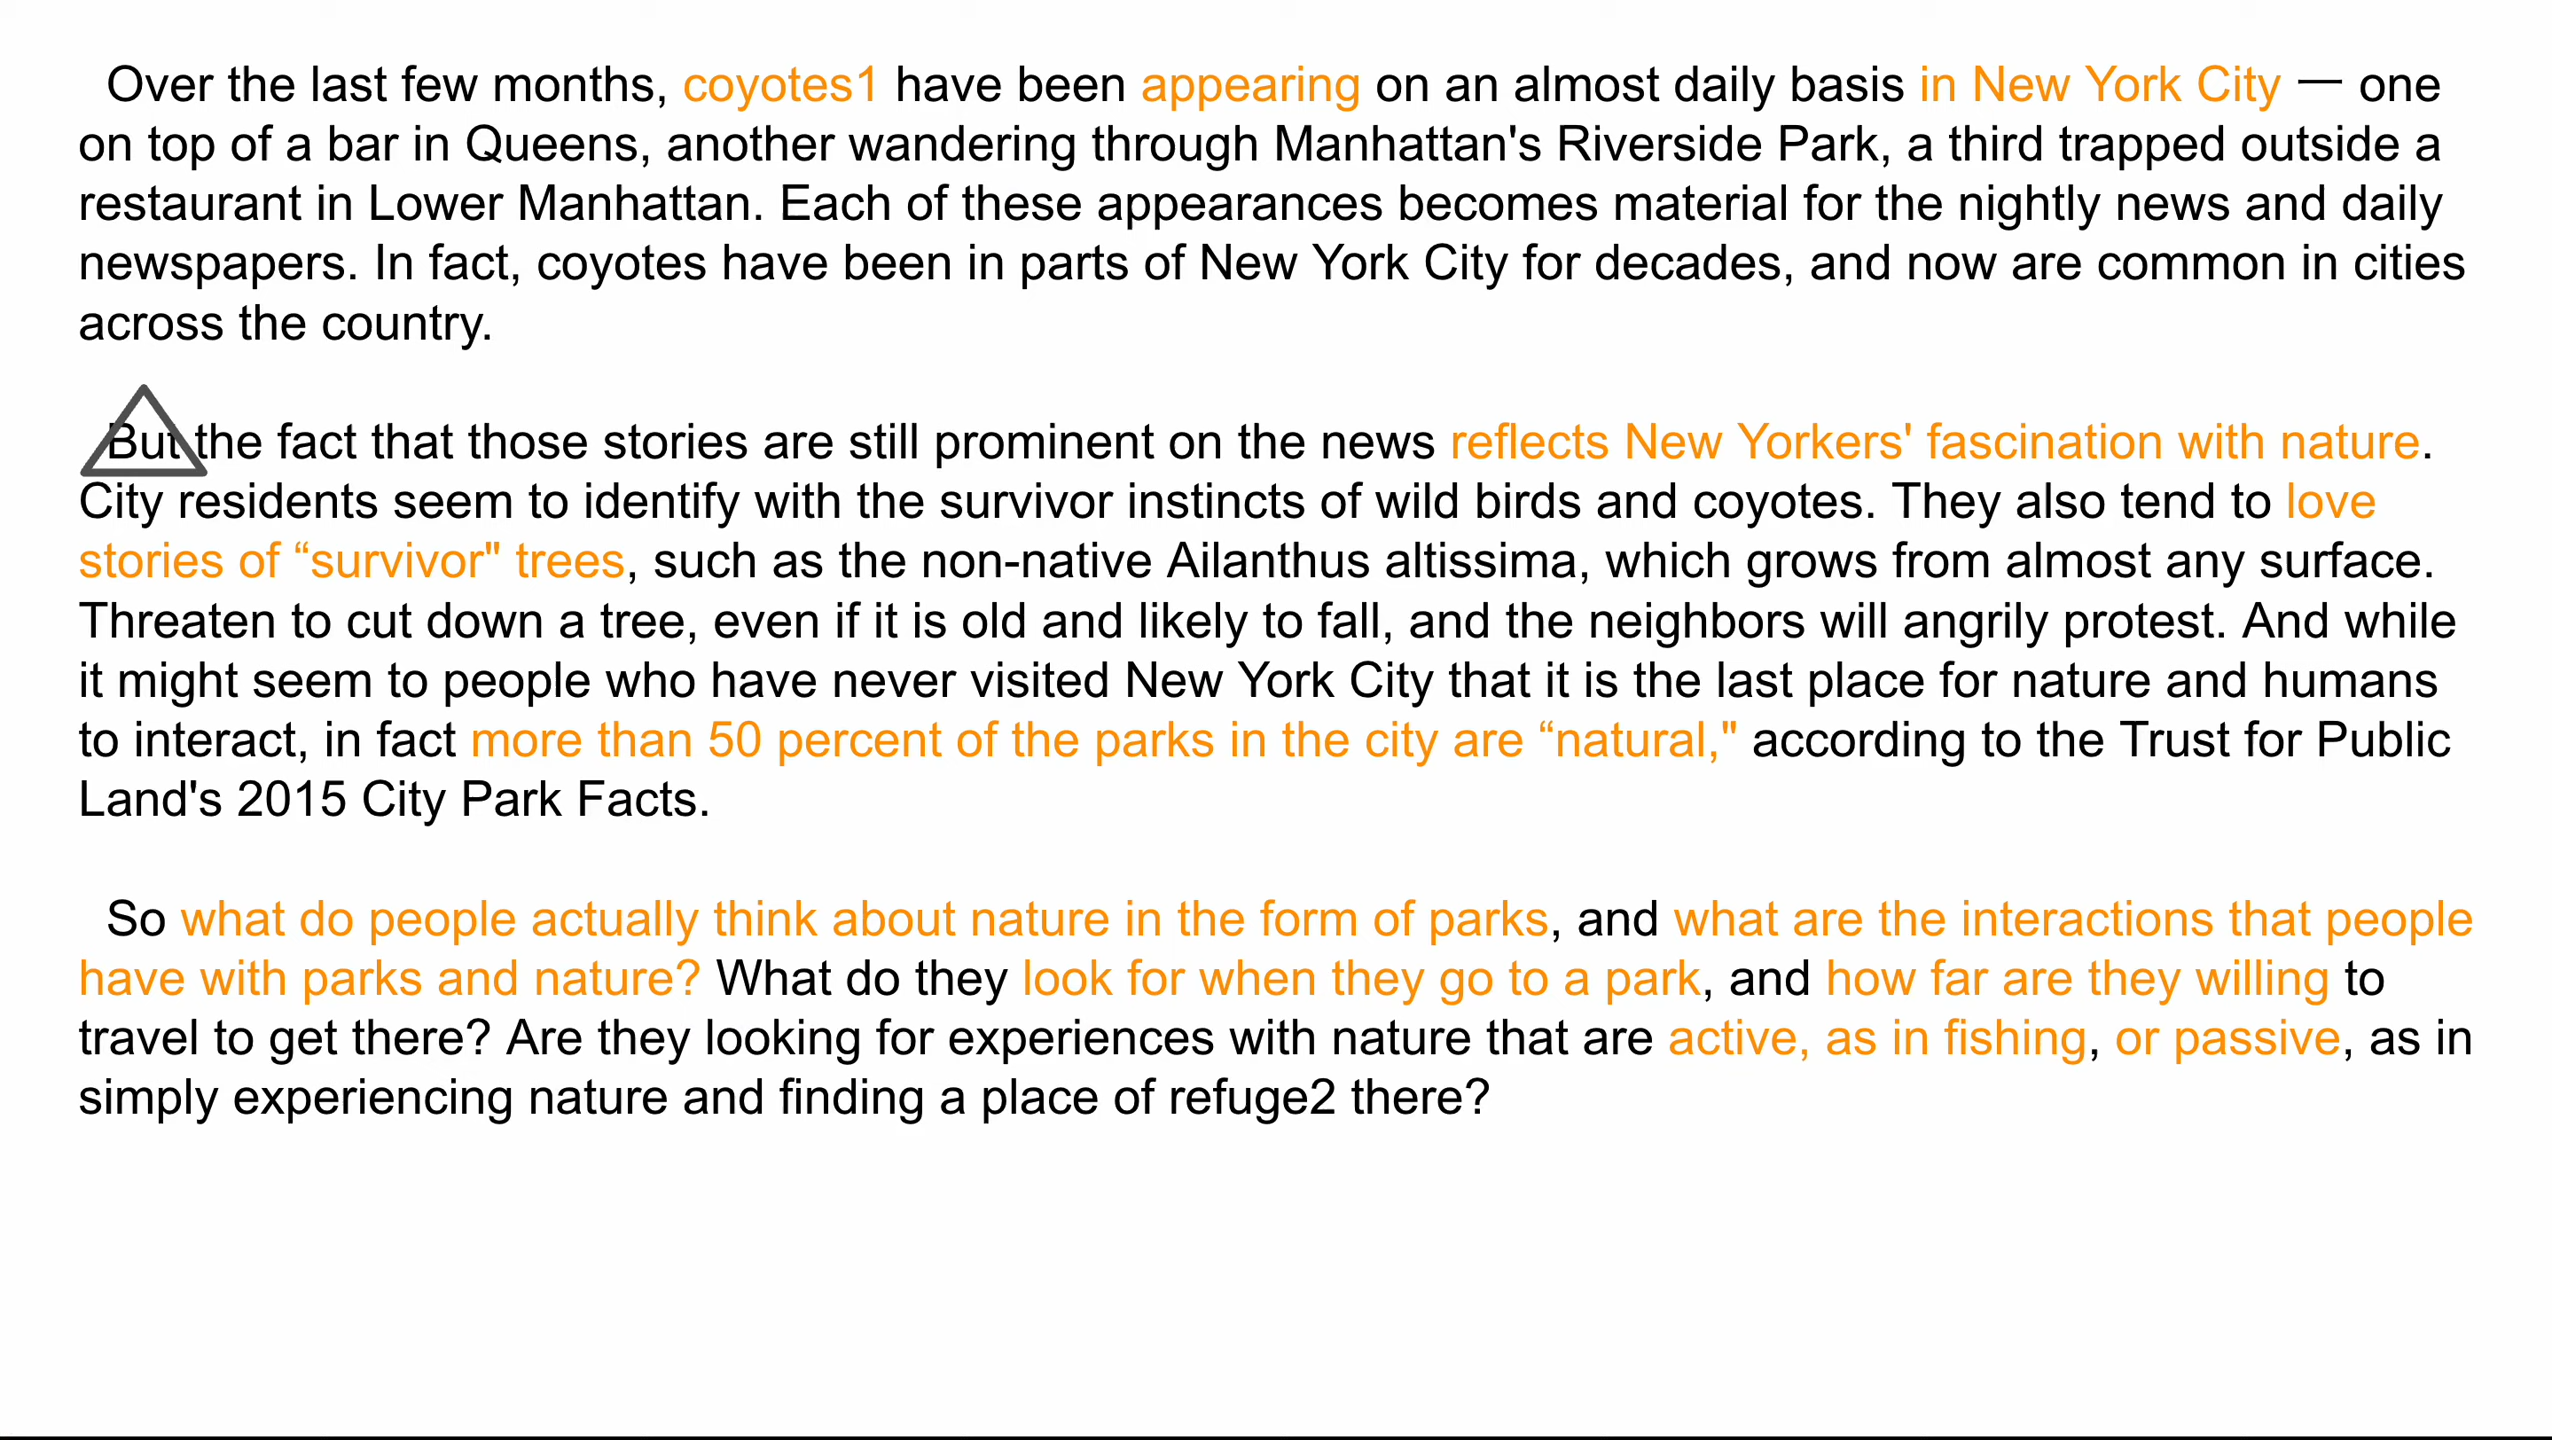 Over the last few months, coyotes1 have been appearing on an almost daily basis in New York City — one
on top of a bar in Queens, another wandering through Manhattan's Riverside Park, a third trapped outside a
restaurant in Lower Manhattan. Each of these appearances becomes material for the nightly news and daily
newspapers. In fact, coyotes have been in parts of New York City for decades, and now are common in cities
across the country.
But the fact that those stories are still prominent on the news reflects New Yorkers' fascination with nature.
City residents seem to identify with the survivor instincts of wild birds and coyotes. They also tend to love
stories of “survivor" trees, such as the non-native Ailanthus altissima, which grows from almost any surface.
Threaten to cut down a tree, even if it is old and likely to fall, and the neighbors will angrily protest. And while
it might seem to people who have never visited New York City that it is the last place for nature and humans
to interact, in fact more than 50 percent of the parks in the city are “natural," according to the Trust for Public
Land's 2015 City Park Facts.
So what do people actually think about nature in the form of parks, and what are the interactions that people
have with parks and nature? What do they look for when they go to a park, and how far are they willing to
travel to get there? Are they looking for experiences with nature that are active, as in fishing, or passive, as in
simply experiencing nature and finding a place of refuge2 there?